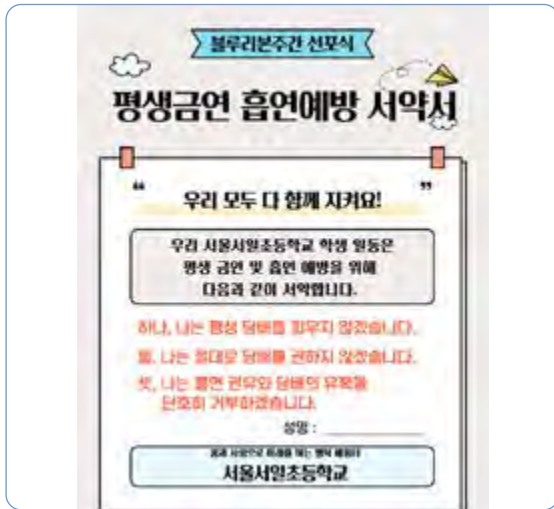 블루리본주간 선포식
평생금연 흡연예방 서약서
“ 우리 모두 다 함께 지켜요! ”
우리 서울서일초등학교 학생 일동은
평생 금연 및 흡연 예방을 위해
다음과 같이 서약합니다.
하나, 나는 평생 담배를 피우지 않겠습니다.
둘, 나는 절대로 담배를 권하지 않겠습니다.
셋, 나는 흡연 권유와 담배의 유혹을
단호히 거부하겠습니다.
성명 :
서울서일초등학교